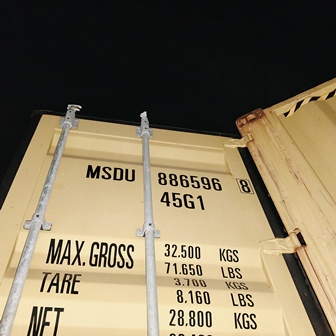 MSDU 886596 8
45G1
MAX.GROSS 32.500 KGS
71.650 LBS
TARE 3.700 KGS
8.160 LBS
NET 28.800 KGS